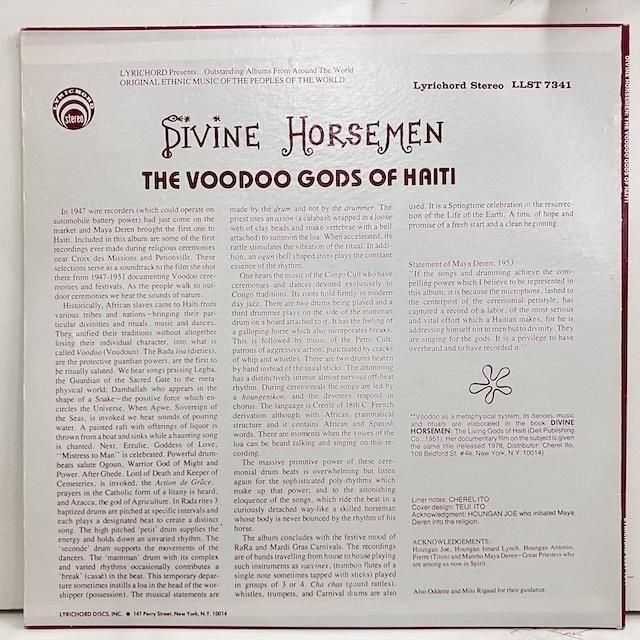 LYRICHORD Presents...Outstanding Albums From Around The World
ORIGINAL ETHNIC MUSIC OF THE PEOPLES OF THE WORLD
Lyrichord Stereo LLST 7341
LYRICHORD
stereo
DIVINE HORSEMEN
THE VOODOO GODS OF HAITI
In 1947 wire recorders (which could operate on
automobile battery power) had just come on the
market and Maya Deren brought the first one to
Haiti. Included in this album are some of the first
recordings ever made during religious ceremonies
near Croix des Missions and Petionville. These
selections serve as a soundtrack to the film she shot
there from 1947-1951 documenting Voodoo cere-
monies and festivals. As the people walk to out-
door ceremonies we hear the sounds of nature.
Historically, African slaves came to Haiti from
various tribes and nations—bringing their par-
ticular divinities and rituals, music and dances.
They unified their traditions without altogether
losing their individual character, into what is
called Voodoo (Voudoun). The Rada loa (dieties),
are the protective guardian powers, are the first to
be ritually saluted. We hear songs praising Legba,
the Guardian of the Sacred Gate to the meta-
physical world; Damballah who appears in the
shape of a Snake—the positive force which en-
circles the Universe. When Agwe, Sovereign of
the Seas, is invoked we hear sounds of pouring
water. A painted raft with offerings of liquor is
thrown from a boat and sinks while a haunting song
is chanted. Next, Erzulie, Goddess of Love,
"Mistress to Man" is celebrated. Powerful drum-
beats salute Ogoun, Warrior God of Might and
Power. After Ghede, Lord of Death and Keeper of
Cemeteries, is invoked, the Action de Grâce,
prayers in the Catholic form of a litany is heard,
and Azacca, the god of Agriculture. In Rada rites 3
baptized drums are pitched at specific intervals and
each plays a designated beat to create a distinct
song. The high pitched 'petit' drum supplies the
energy and holds down an unvaried rhythm. The
'seconde' drum supports the movements of the
dancers. The "mamman" drum with its complex
and varied rhythms occasionally contributes a
'break' (cassé) in the beat. This temporary depar-
ture sometimes instills a loa in the head of the wor-
shipper (possession). The musical statements are
made by the drum and not by the drummer. The
priest uses an asson (a calabash wrapped in a loose
web of clay beads and snake vertebrae with a bell
attached) to summon the loa. When accelerated, its
rattle stimulates the vibration of the ritual. In addi-
tion, an ogan (bell shaped iron) plays the constant
essence of the rhythm.
One hears the music of the Congo Cult who have
ceremonies and dances devoted exclusively to
Congo traditions. Its roots hold firmly in modern
day jazz. There are two drums being played and a
third drummer plays on the side of the mamman
drum on a board attached to it. It has the feeling of
a galloping horse which also incorporates breaks.
This is followed by music of the Petro Cult,
patrons of aggressive action, punctuated by cracks
of whip and whistles. There are two drums beaten
by hand instead of the usual sticks. The drumming
has a distinctively intense almost nervous off-beat
rhythm. During ceremonials the songs are led by
a houngenikon, and the devotees respond in
chorus. The language is Creole of 18th C. French
derivation although with African grammatical
structure and it contains African and Spanish
words. There are moments when the voices of the
loa can be heard talking and singing on this re-
cording.
The massive primitive power of these cere-
monial drum beats is overwhelming but listen
again for the sophisticated poly-rhythms which
make up that power; and to the astonishing
eloquence of the songs, which ride the beat in a
curiously detached way-like a skilled horseman
whose body is never bounced by the rhythm of his
horse.
The album concludes with the festive mood of
RaRa and Mardi Gras Carnivals. The recordings
are of bands travelling from house to house playing
such instruments as vaccines, (bamboo flutes of a
single note sometimes tapped with sticks) played
in groups of 3 or 4, Cha chas (gourd rattles),
whistles, trumpets, and Carnival drums are also
used. It is a Springtime celebration of the resurrec-
tion of the Life of the Earth. A time of hope and
promise of a fresh start and a clean beginning.
Statement of Maya Deren, 1953
"If the songs and drumming achieve the com-
pelling power which I believe to be represented in
this album, it is because the microphone, lashed to
the centerpost of the ceremonial peristyle, has
captured a record of a labor, of the most serious
and vital effort which a Haitian makes, for he is
addressing himself not to men but to divinity. They
are singing for the gods. It is a privilege to have
overheard and to have recorded it"
"Voodoo as a metaphysical system, its dances, music
and rituals are elaborated in the book DIVINE
HORSEMEN: The Living Gods of Haiti (Dell Publishing
Co., 1951). Her documentary film on the subject is given
the same title (released 1978, Distributor: Cherel Ito,
106 Bedford St. #4e, New York, N.Y. 10014)
Liner notes: CHEREL ITO
Cover design: TEIJI ITO
Acknowledgment: HOUNGAN JOE who initiated Maya
Deren into the religion.
ACKNOWLEDGEMENTS:
Houngan Joe, Houngan Isnard Lynch, Houngan Antonio,
Pierre (Titon) and Mambo Maya Deren—Great Priestess who
are among us now in Spirit.
Also Oddette and Milo Rigaud for their guidance.
LYRICHORD DISCS, INC. ● 141 Perry Street, New York, N.Y. 10014
DIVINE HORSEMEN: THE VOODOO GODS OF HAITI